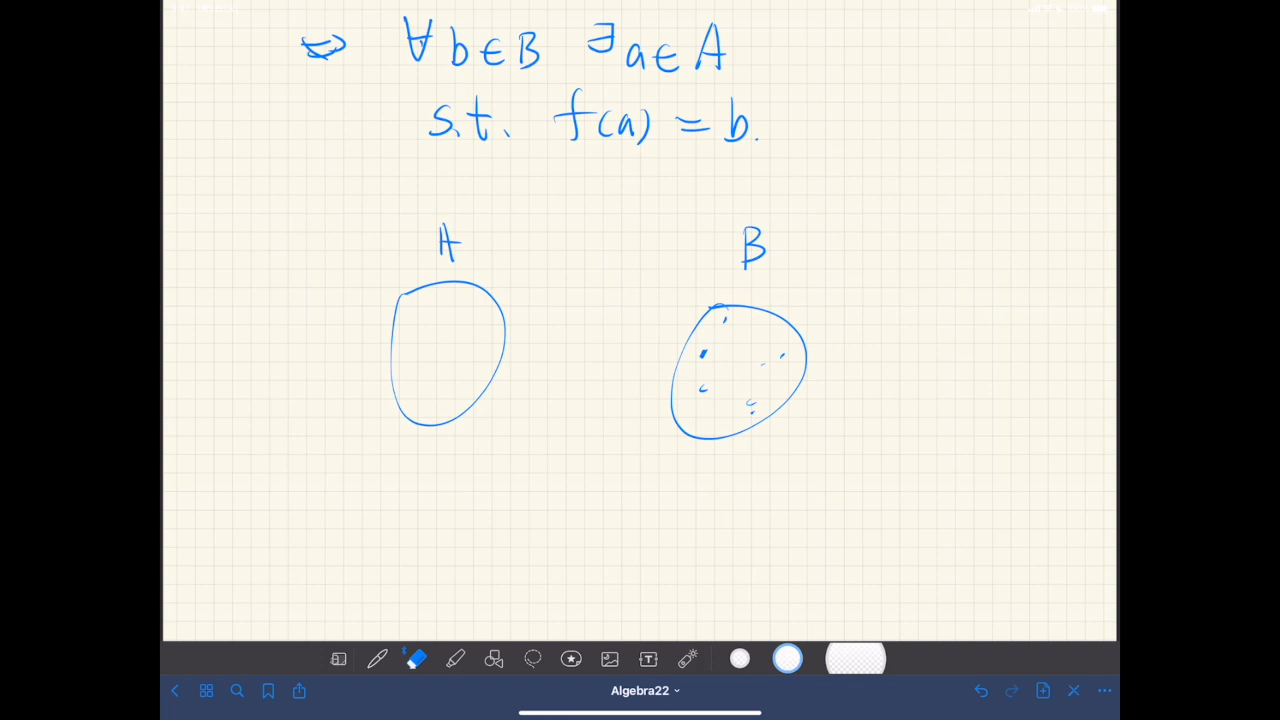 ⇔ ∀b∈B ∃a∈A
s.t. f(a) = b.
A B
Algebra22